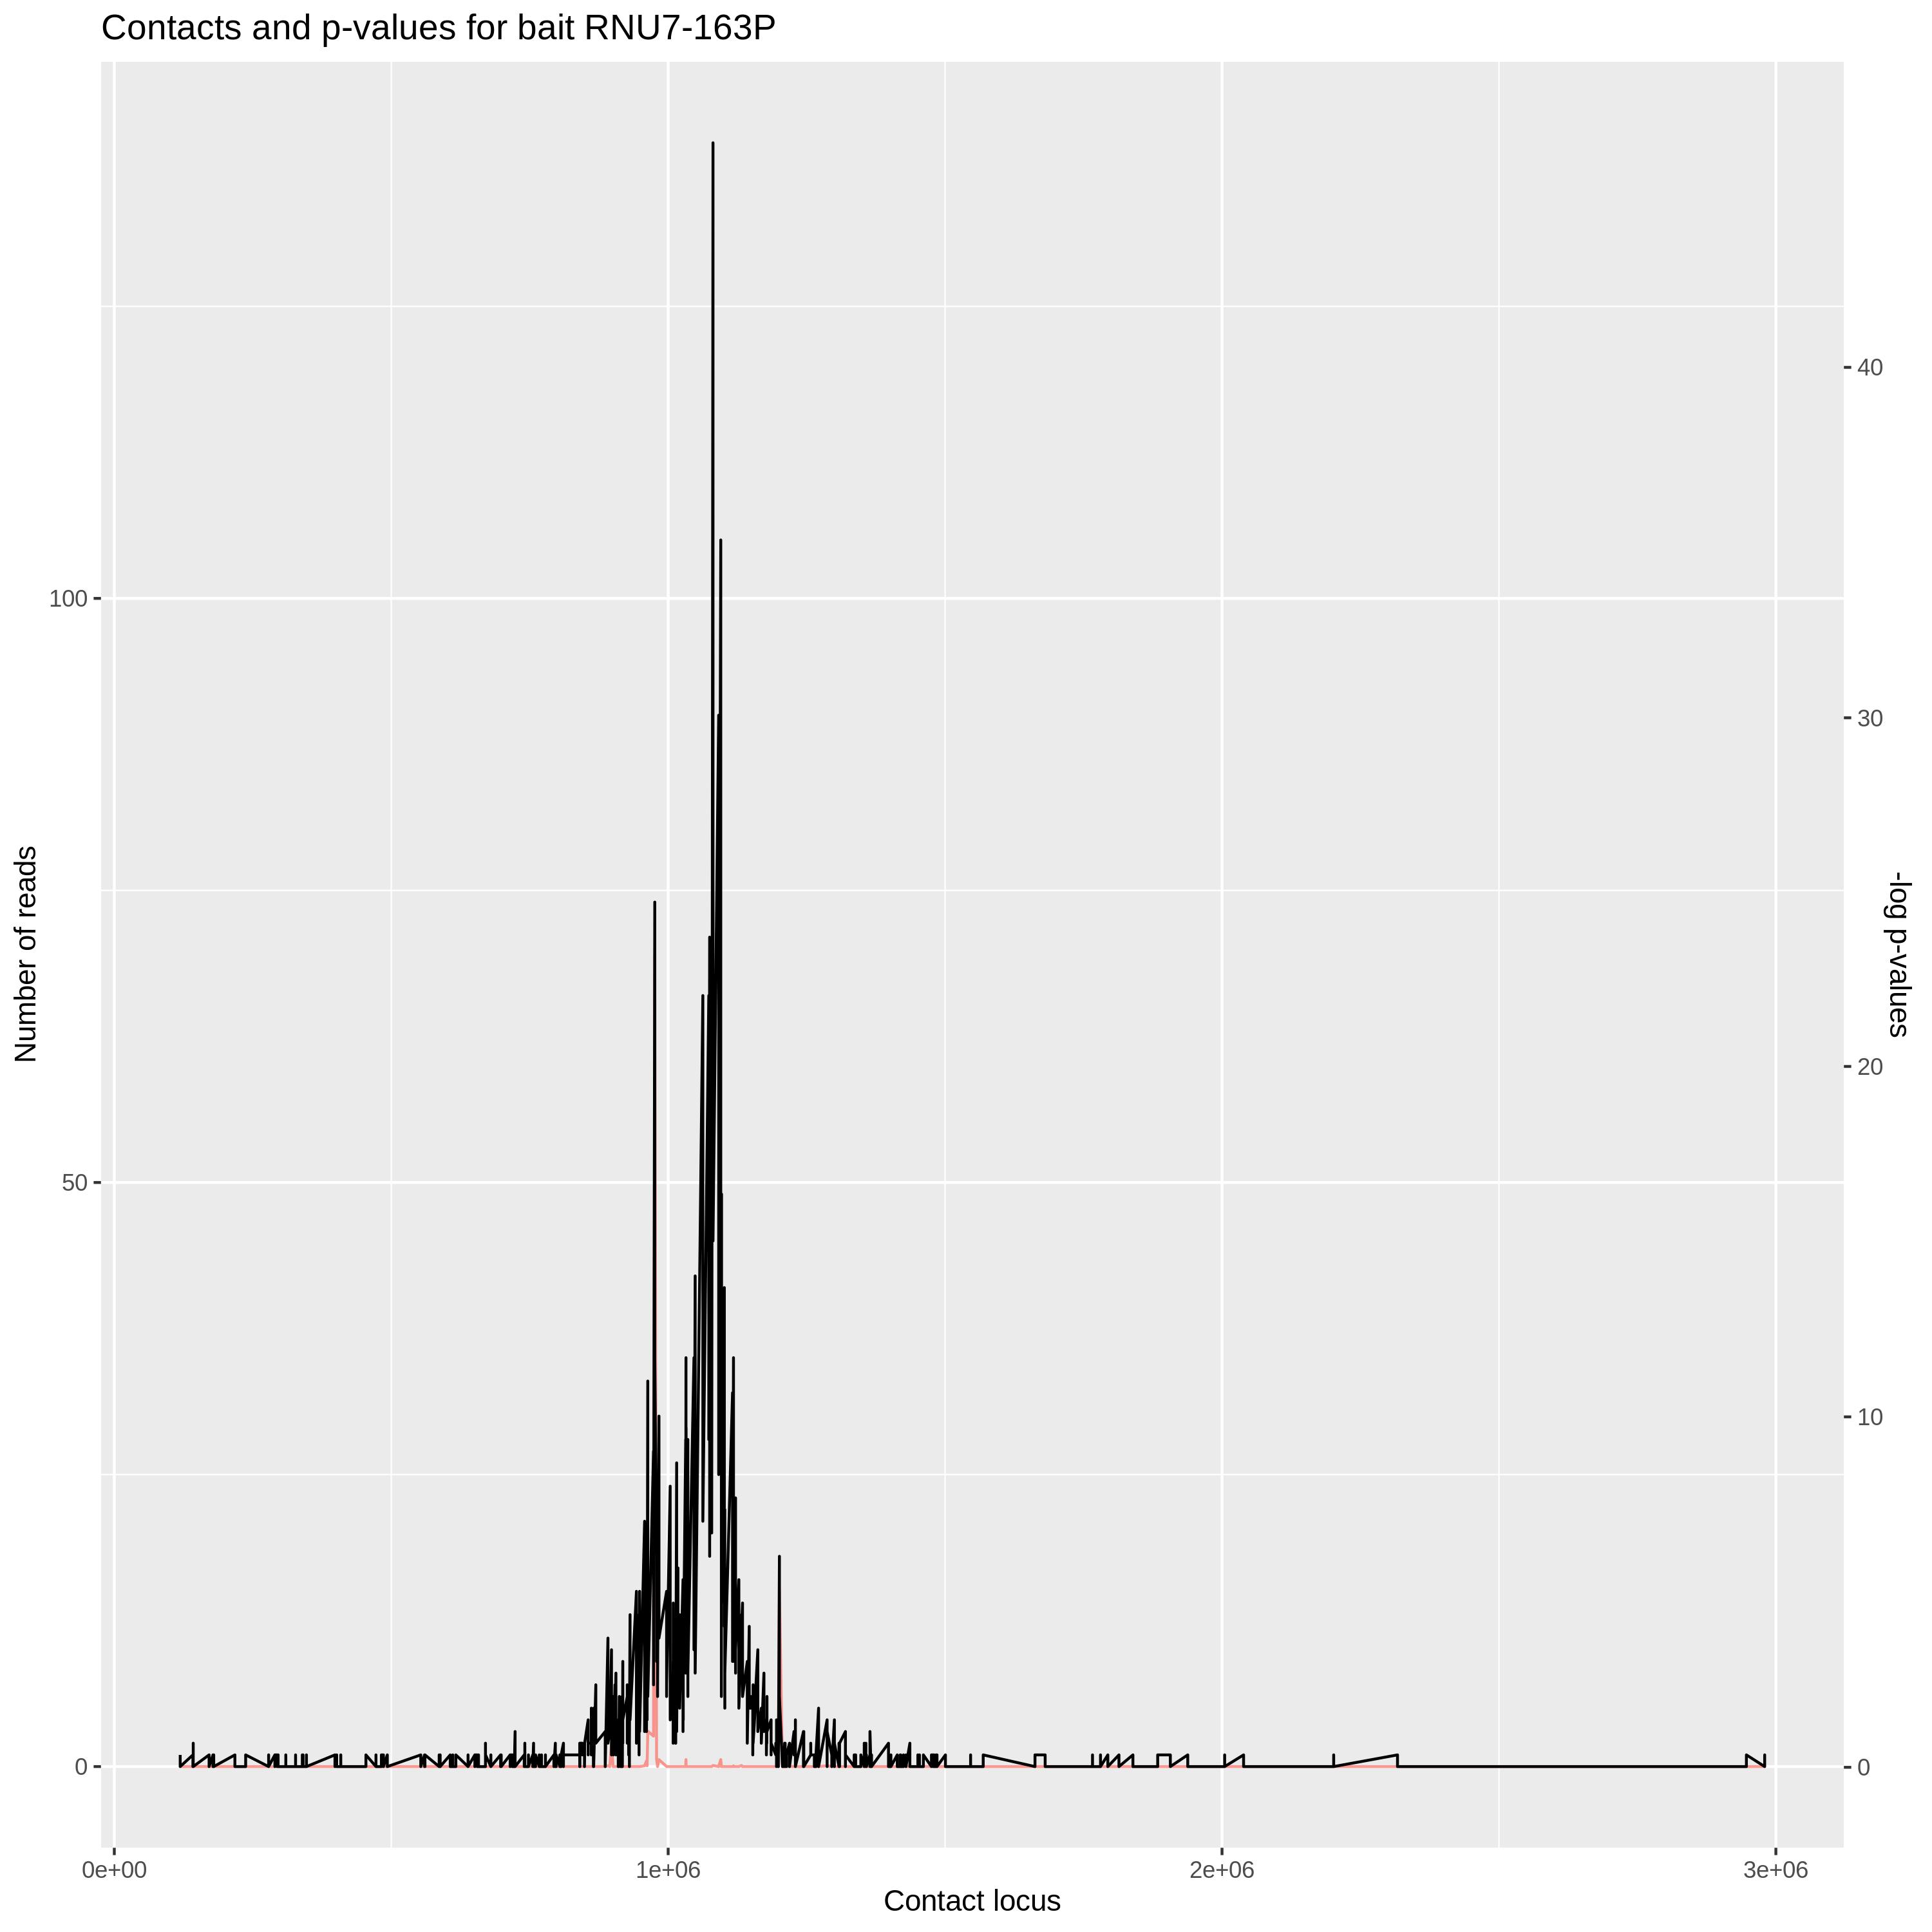 Contacts and p-values for bait RNU7-163P
100
50
0
Number of reads
40
30
20
10
0
-log p-values
0e+00
1e+06
2e+06
3e+06
Contact locus